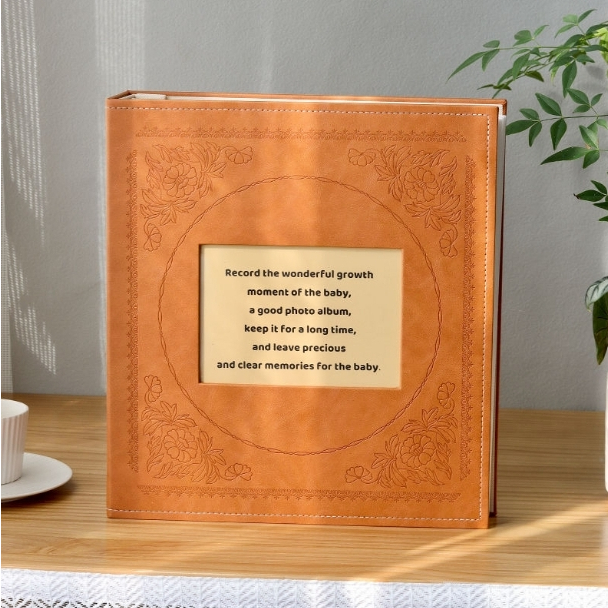 Record the wonderful growth
moment of the baby,
a good photo album,
keep it for a long time,
and leave precious
and clear memories for the baby.